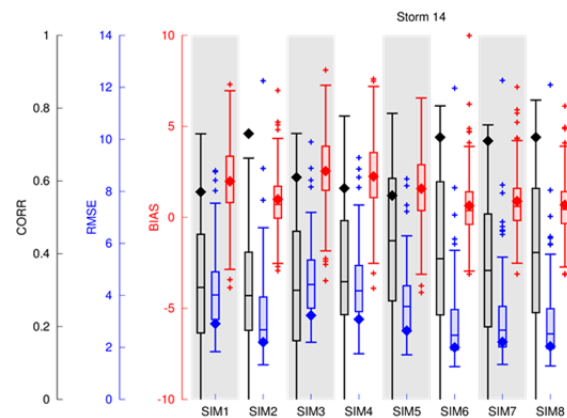 Storm 14
1 14 10
12
0.8
10 5
0.6 8
CORR RMSE BIAS 0
6
0.4
4 -5
0.2
2
0 0 -10
SIM1 SIM2 SIM3 SIM4 SIM5 SIM6 SIM7 SIM8